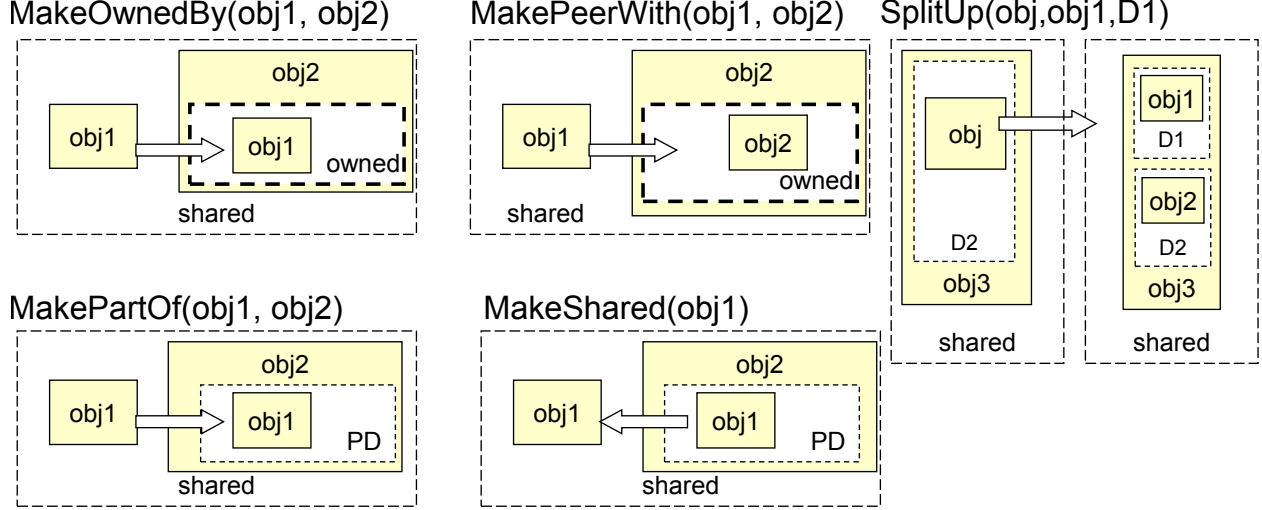 MakeOwnedBy(obj1, obj2)
obj2
obj1
obj1
owned
shared
MakePeerWith(obj1, obj2)
obj2
obj1
obj2
owned
shared
SplitUp(obj,obj1,D1)
obj
D2
obj3
shared
obj1
D1
obj2
D2
obj3
shared
MakePartOf(obj1, obj2)
obj2
obj1
obj1
PD
shared
MakeShared(obj1)
obj2
obj1
obj1
PD
shared